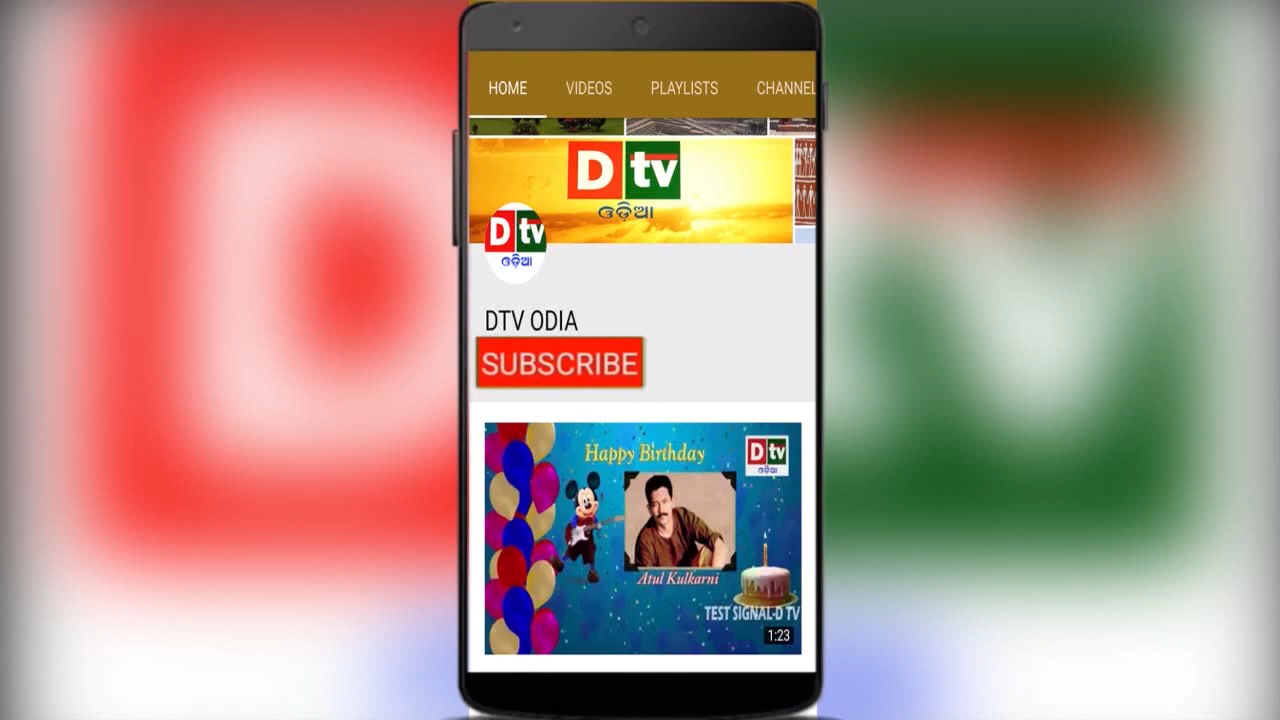 HOME VIDEOS PLAYLISTS CHANNEL
D tv
ଓଡ଼ିଆ
D tv
ଓଡ଼ିଆ
DTV ODIA
SUBSCRIBE
Happy Birthday
D tv
ଓଡ଼ିଆ
Atul Kulkarni
TEST SIGNAL-D TV
1:23